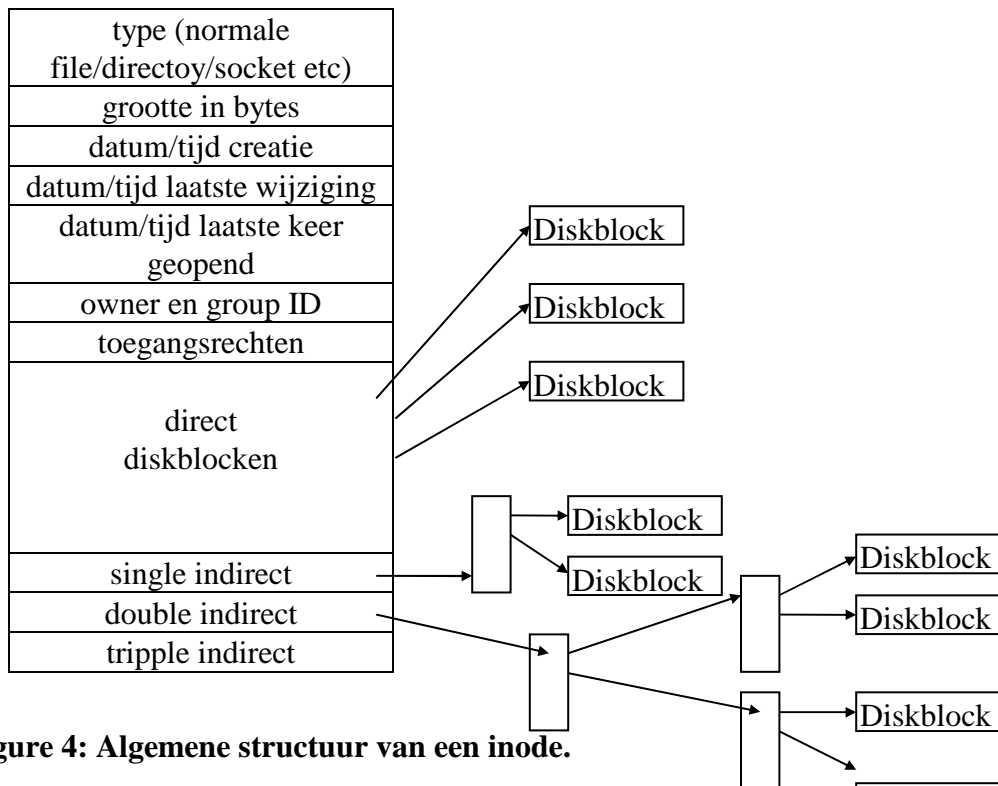 type (normale
file/directoy/socket etc)
grootte in bytes
datum/tijd creatie
datum/tijd laatste wijziging
datum/tijd laatste keer
geopend
owner en group ID
toegangsrechten
direct
diskblocken
single indirect
double indirect
tripple indirect
Diskblock
Diskblock
Diskblock
Diskblock
Diskblock
Diskblock
Diskblock
Diskblock
gure 4: Algemene structuur van een inode.